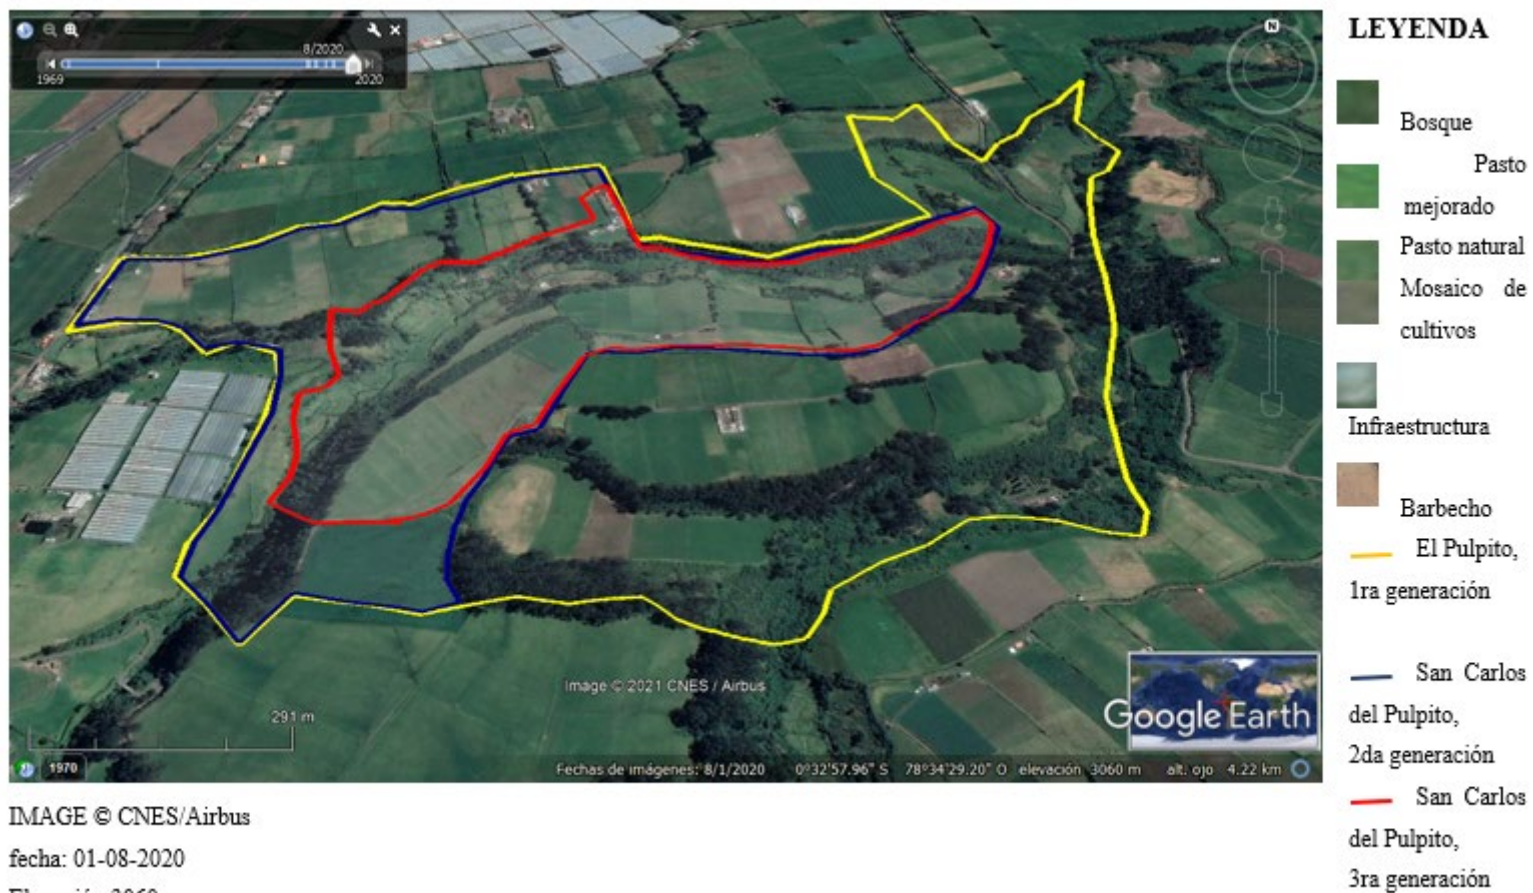 8/2020
1969
2020
N
Image © 2021 CNES / Airbus
Google Earth
291 m
1970
Fechas de imágenes: 8/1/2020 0°32'57.96" S 78°34'29.20" O elevación 3060 m alt. ojo 4.22 km
LEYENDA
Bosque
Pasto
mejorado
Pasto natural
Mosaico de
cultivos
Infraestructura
Barbecho
El Pulpito,
1ra generación
San Carlos
del Pulpito,
2da generación
San Carlos
del Pulpito,
3ra generación
IMAGE © CNES/Airbus
fecha: 01-08-2020